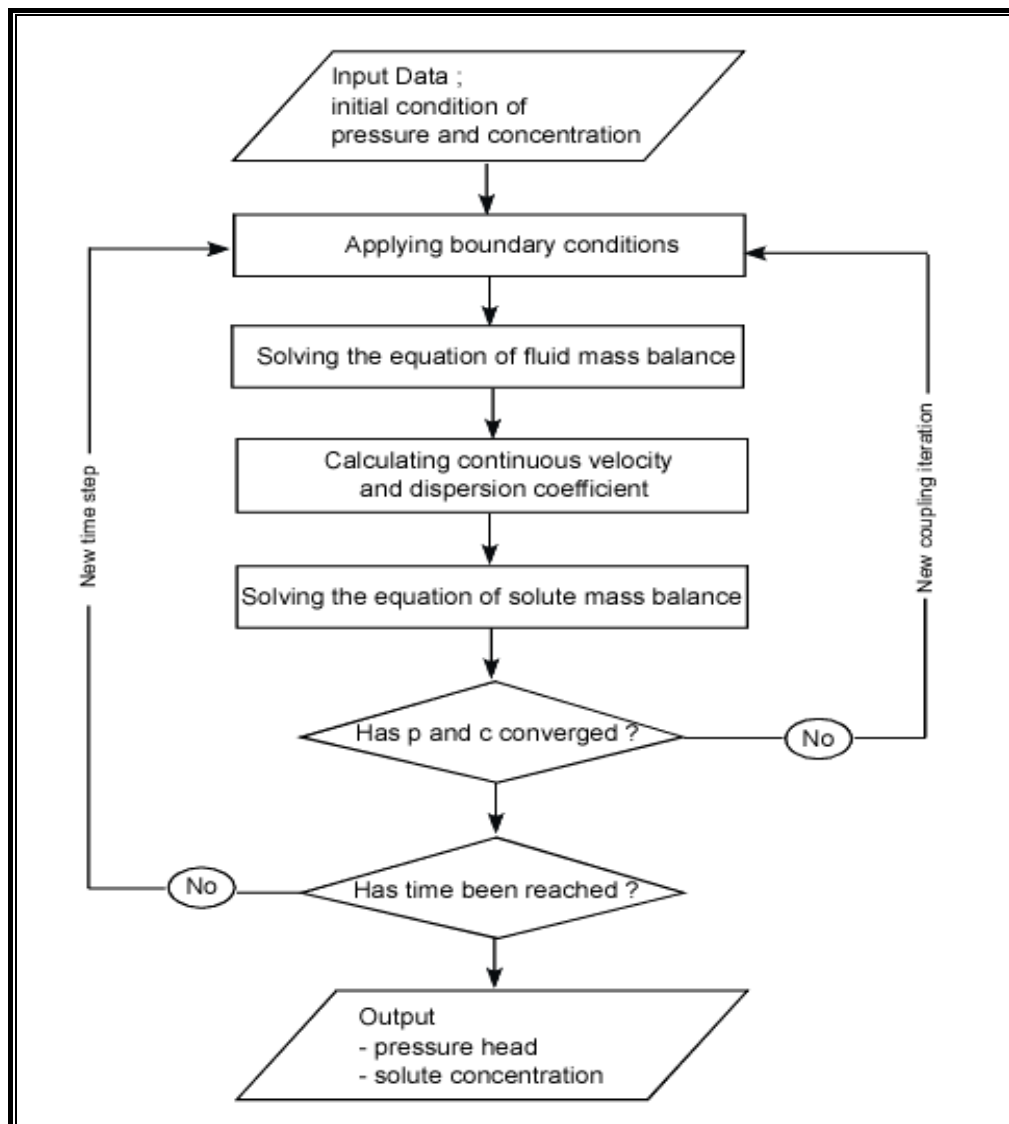 Input Data ;
initial condition of
pressure and concentration
Applying boundary conditions
Solving the equation of fluid mass balance
Calculating continuous velocity
and dispersion coefficient
Solving the equation of solute mass balance
New time step
New coupling iteration
Has p and c converged ?
No
Has time been reached ?
No
Output
- pressure head
- solute concentration